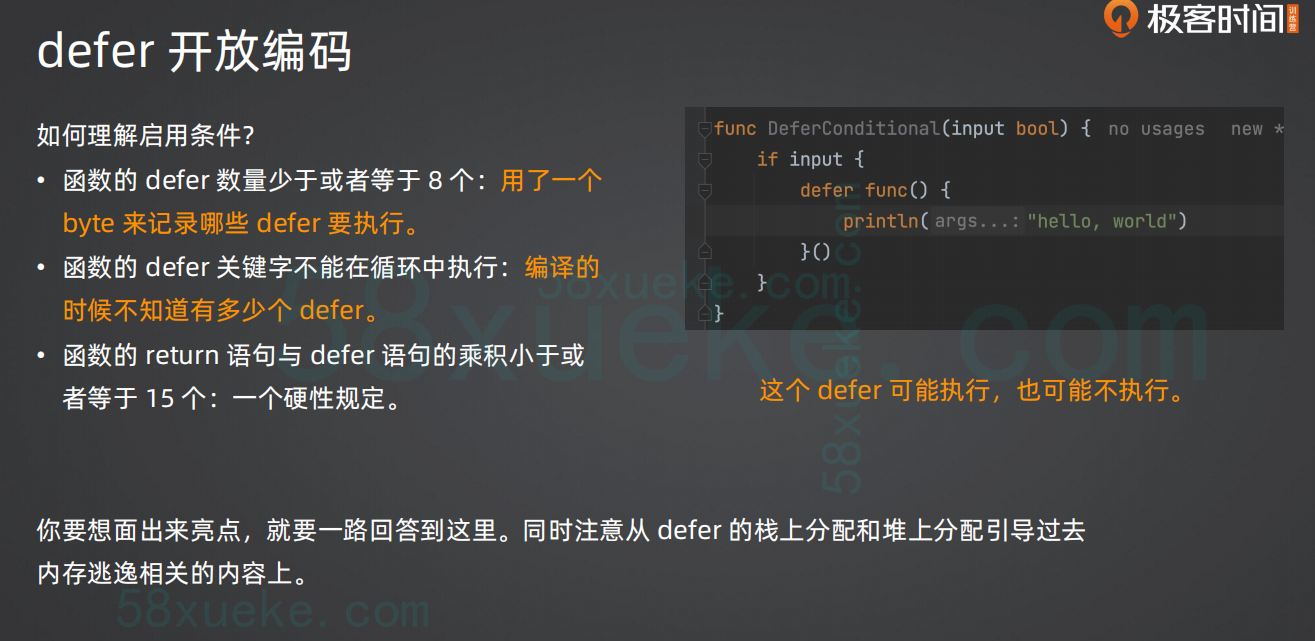 极客时间 训练营
defer 开放编码
如何理解启用条件？
• 函数的 defer 数量少于或者等于 8 个：用了一个
byte 来记录哪些 defer 要执行。
• 函数的 defer 关键字不能在循环中执行：编译的
时候不知道有多少个 defer。
• 函数的 return 语句与 defer 语句的乘积小于或
者等于 15 个：一个硬性规定。
func DeferConditional(input bool) { no usages new *
if input {
defer func() {
println( args...: "hello, world")
}()
}
}
这个 defer 可能执行，也可能不执行。
你要想面出来亮点，就要一路回答到这里。同时注意从 defer 的栈上分配和堆上分配引导过去
内存逃逸相关的内容上。
58xueke.com
58xueke.com
58xueke.com
58xueke.com